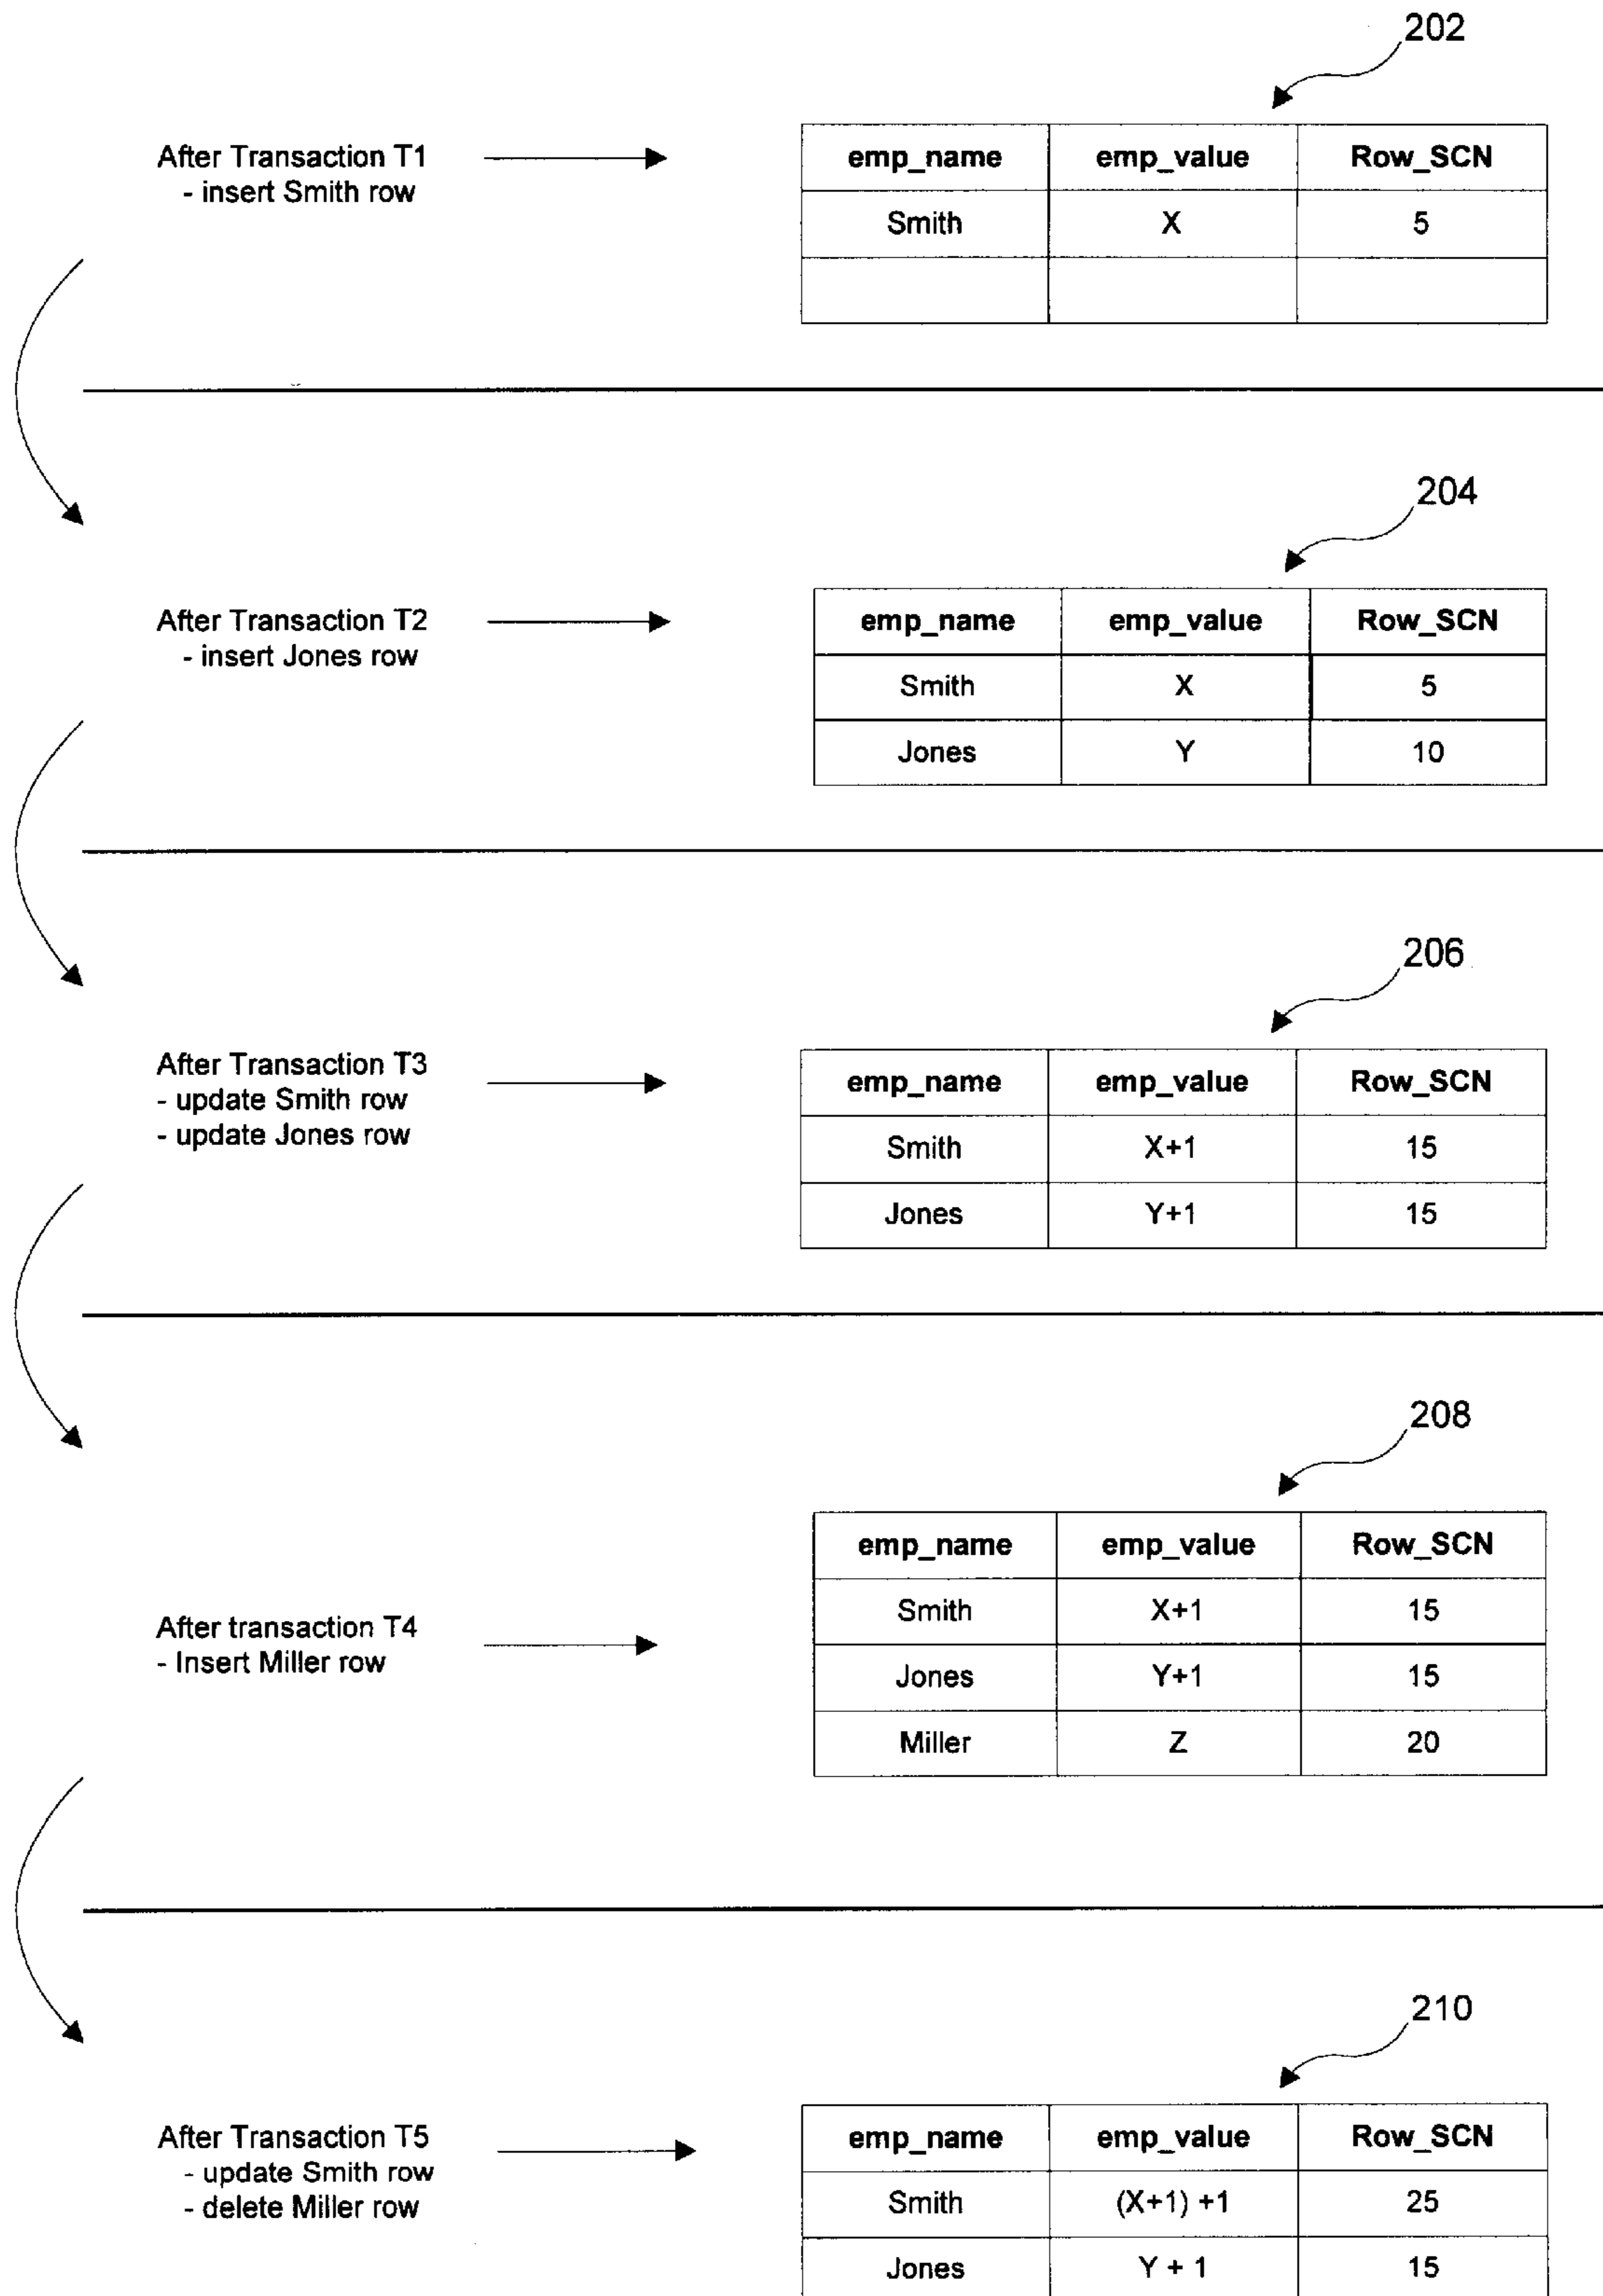 202
After Transaction T1
- insert Smith row
emp_name emp_value Row_SCN
Smith X 5
204
After Transaction T2
- insert Jones row
emp_name emp_value Row_SCN
Smith X 5
Jones Y 10
206
After Transaction T3
- update Smith row
- update Jones row
emp_name emp_value Row_SCN
Smith X+1 15
Jones Y+1 15
208
After transaction T4
- Insert Miller row
emp_name emp_value Row_SCN
Smith X+1 15
Jones Y+1 15
Miller Z 20
210
After Transaction T5
- update Smith row
- delete Miller row
emp_name emp_value Row_SCN
Smith (X+1) +1 25
Jones Y + 1 15